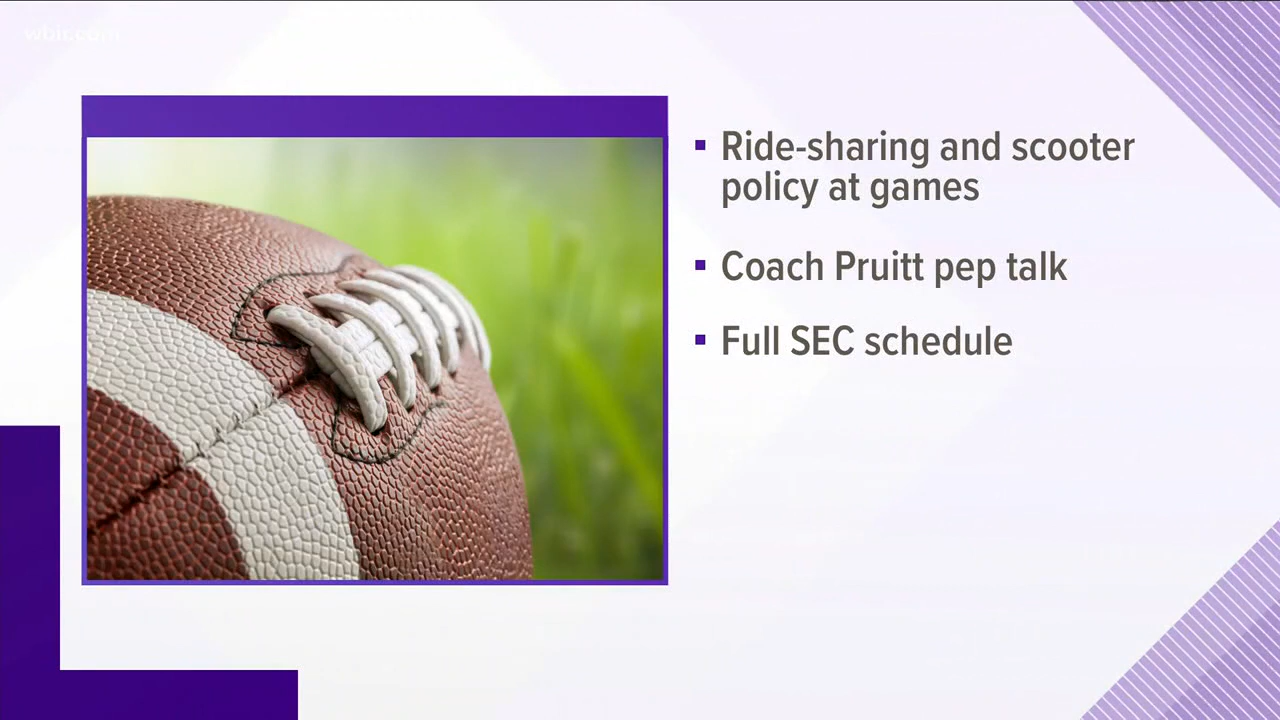 wbir.com
Ride-sharing and scooter
policy at games
Coach Pruitt pep talk
Full SEC schedule